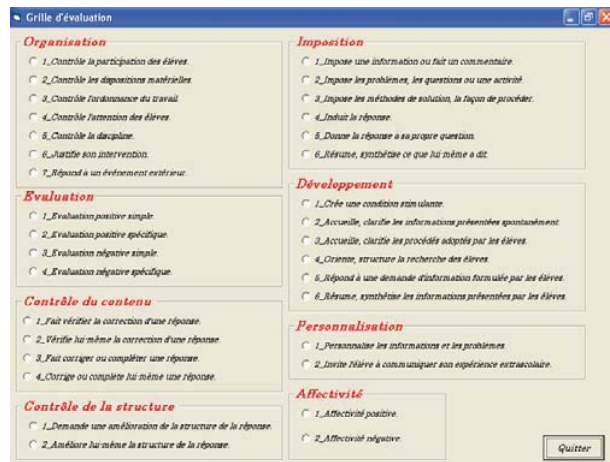 Grille d'évaluation
Organisation
1_Contrôle la participation des élèves.
2_Contrôle les dispositions matérielles.
3_Contrôle l'ordonnance du travail
4_Contrôle l'attention des élèves.
5_Contrôle la discipline.
6_Justifie son intervention.
7_Répond à un événement extérieur.
Evaluation
1_Evaluation positive simple.
2_Evaluation positive spécifique.
3_Evaluation négative simple.
4_Evaluation négative spécifique.
Contrôle du contenu
1_Fait vérifier la correction d'une réponse.
2_Vérifie lui-même la correction d'une réponse.
3_Fait corriger ou compléter une réponse.
4_Corrige ou complète lui même une réponse.
Contrôle de la structure
1_Demande une amélioration de la structure de la réponse.
2_Améliore lui-même la structure de la réponse.
Imposition
1_Impose une information ou fait un commentaire.
2_Impose les problèmes, les questions ou une activité.
3_Impose les méthodes de solution, la façon de procéder.
4_Induit la réponse.
5_Donne la réponse a sa propre question.
6_Résume, synthétise ce que lui même a dit.
Développement
1_Crée une condition stimulante.
2_Accueille, clarifie les informations présentées spontanément
3_Accueille, clarifie les procédés adoptés par les élèves.
4_Oriente, structure la recherche des élèves.
5_Répond à une demande d'information formulée par les élèves.
6_Résume, synthétise les informations présentées par les élèves.
Personnalisation
1_Personnalise les informations et les problèmes.
2_Invite l'élève à communiquer son expérience extrascolaire.
Affectivité
1_Affectivité positive.
2_Affectivité négative.
Quitter